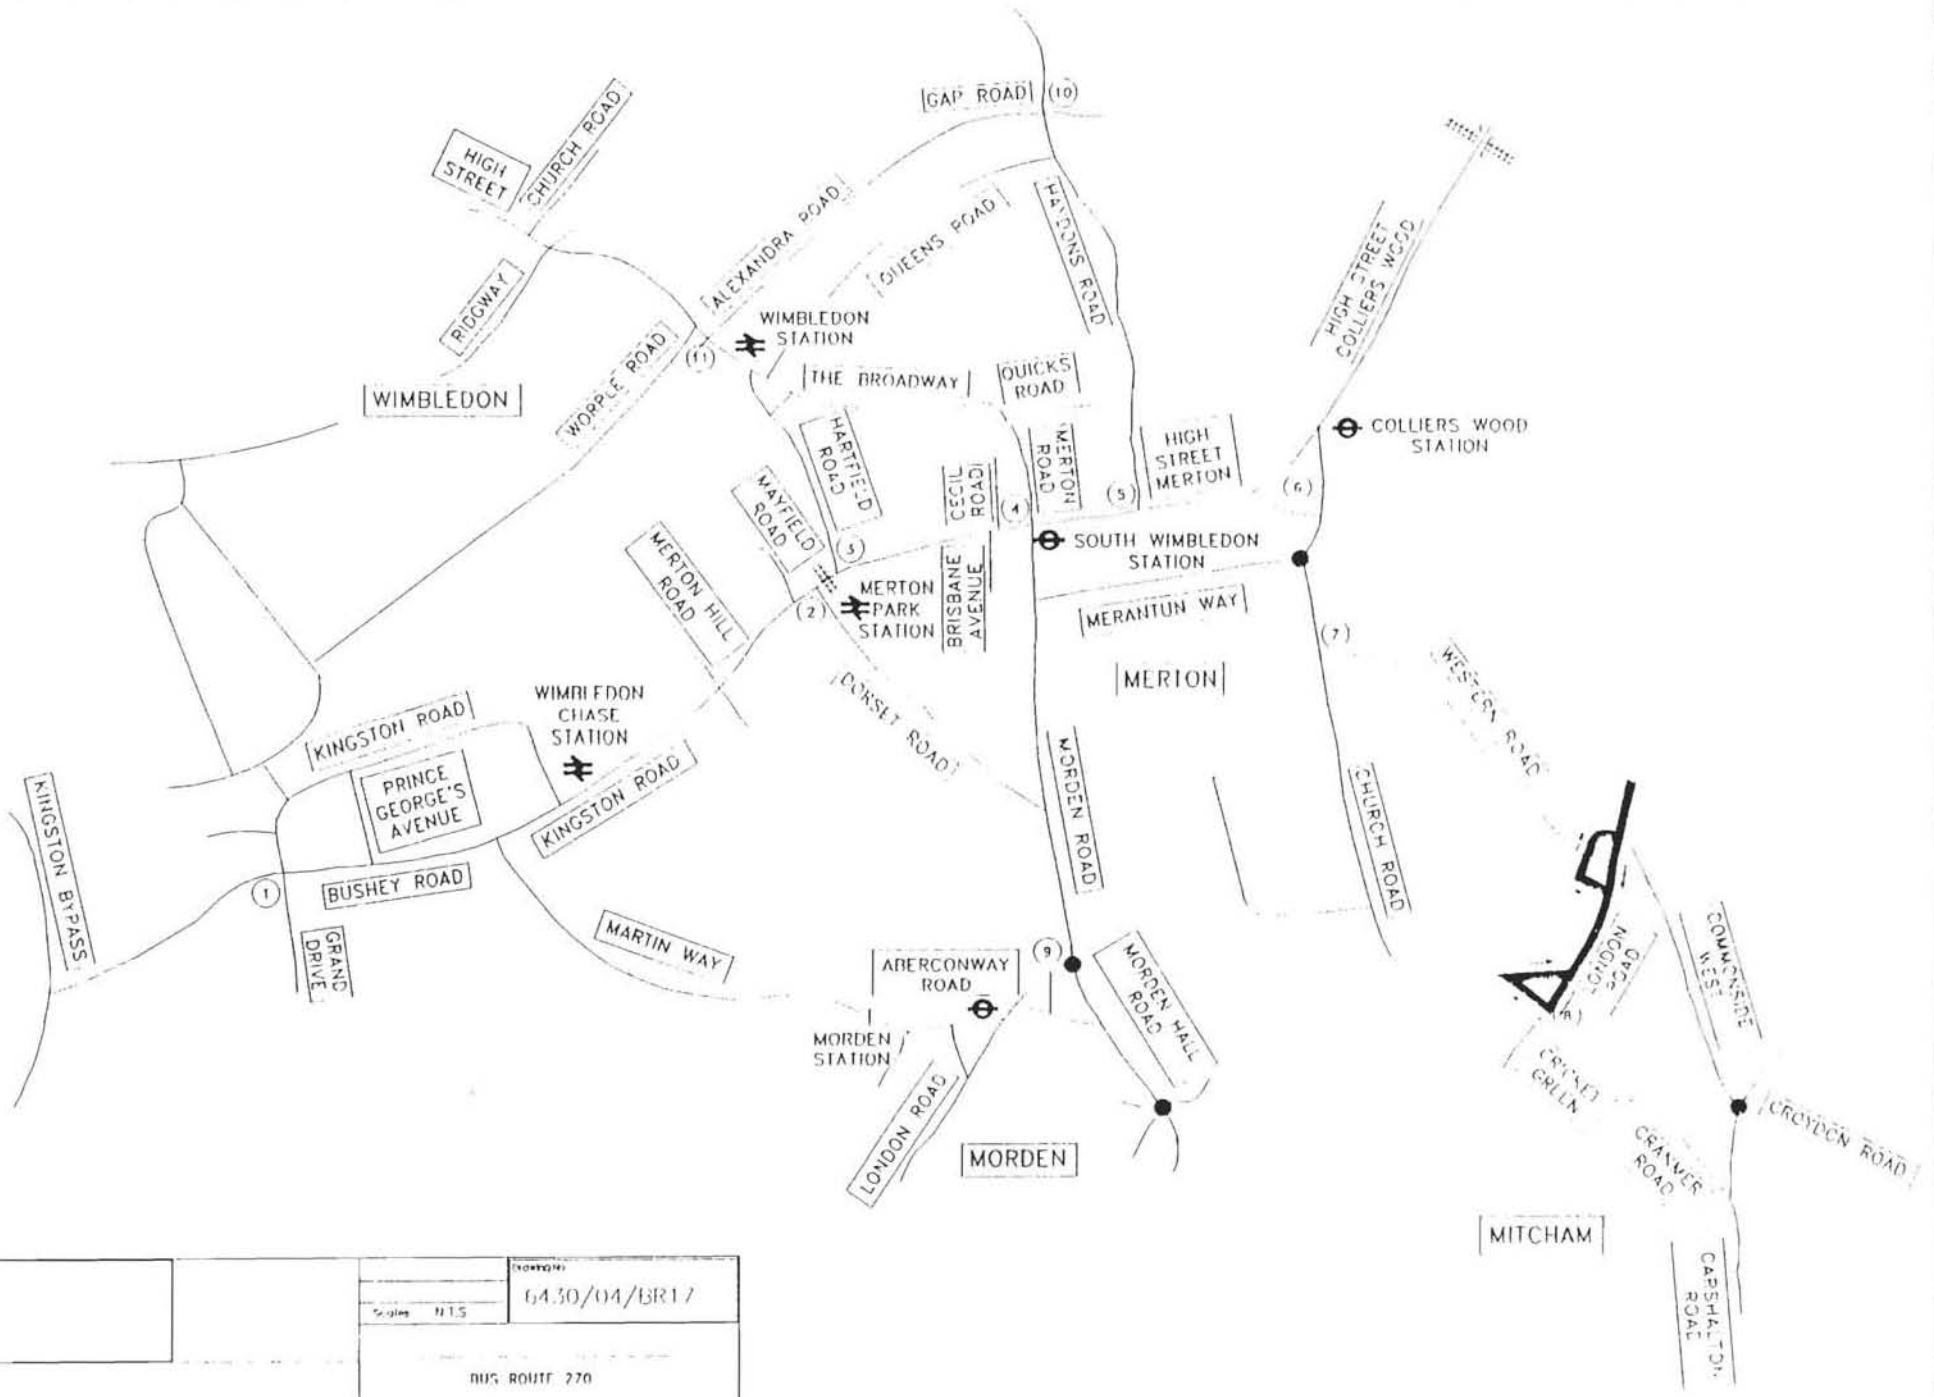 GAP ROAD
(10)
HIGH
STREET
CHURCH ROAD
RIDGWAY
ALEXANDRA ROAD
QUEENS ROAD
HAYDONS ROAD
HIGH STREET
COLLIERS WOOD
WIMBLEDON
STATION
(11)
WORPLE ROAD
WIMBLEDON
THE BROADWAY
QUICKS
ROAD
COLLIERS WOOD
STATION
HARTFIELD
ROAD
MERTON
ROAD
HIGH
STREET
MERTON
CECIL
ROAD
MAYFIELD
ROAD
(3)
(4)
(5)
(6)
SOUTH WIMBLEDON
STATION
MERTON HILL
ROAD
(2)
MERTON
PARK
STATION
BRISBANE
AVENUE
MERANTUN WAY
(7)
MERTON
WESTERN ROAD
WIMBLEDON
CHASE
STATION
DORSET ROAD
KINGSTON ROAD
KINGSTON ROAD
PRINCE
GEORGE'S
AVENUE
KINGSTON BYPASS
(1)
BUSHEY ROAD
GRAND
DRIVE
MORDEN ROAD
CHURCH ROAD
MARTIN WAY
ABERCONWAY
ROAD
(9)
MORDEN HALL
ROAD
MORDEN
STATION
LONDON ROAD
MORDEN
LONDON
ROAD
(8)
COMMONSIDE
WEST
CRICKET
GREEN
CRANMER
ROAD
CROYDON ROAD
MITCHAM
CARSHALTON
ROAD
Drawing No
6430/04/BR17
Scales N.T.S
BUS ROUTE 270